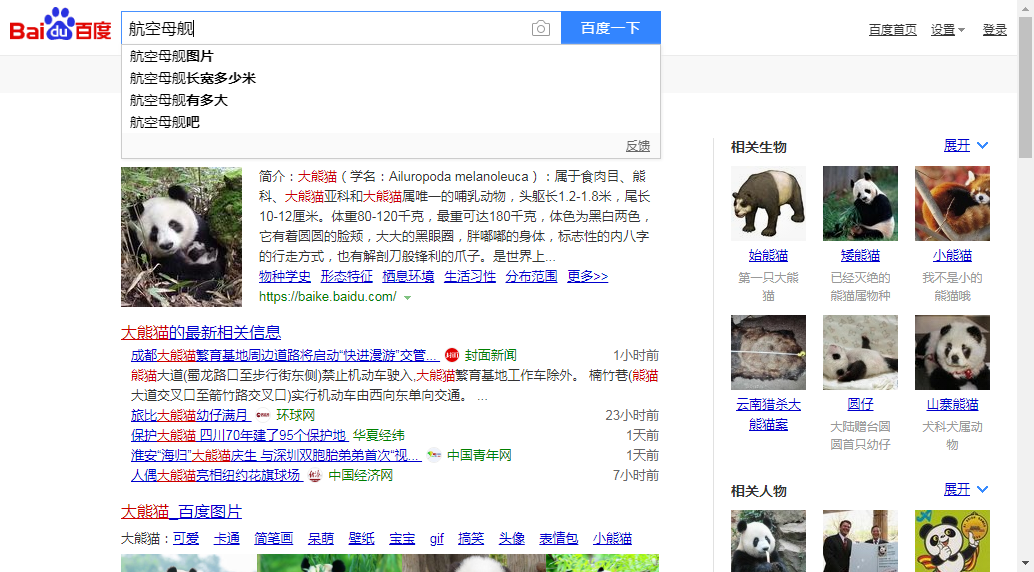 Bai du 百度
航空母舰
百度一下
百度首页 设置 登录
航空母舰图片
航空母舰长宽多少米
航空母舰有多大
航空母舰吧
反馈
简介：大熊猫（学名：Ailuropoda melanoleuca）：属于食肉目、熊
科、大熊猫亚科和大熊猫属唯一的哺乳动物，头躯长1.2-1.8米，尾长
10-12厘米。体重80-120千克，最重可达180千克，体色为黑白两色，
它有着圆圆的脸颊，大大的黑眼圈，胖嘟嘟的身体，标志性的内八字
的行走方式，也有解剖刀般锋利的爪子。是世界上...
物种学史 形态特征 栖息环境 生活习性 分布范围 更多>>
https://baike.baidu.com/
大熊猫的最新相关信息
成都大熊猫繁育基地周边道路将启动“快进漫游”交管... 封面新闻 1小时前
熊猫大道(蜀龙路口至步行街东侧)禁止机动车驶入,大熊猫繁育基地工作车除外。 楠竹巷(熊猫
大道交叉口至箭竹路交叉口)实行机动车由西向东单向交通。 ...
旅比大熊猫幼仔满月 环球网 23小时前
保护大熊猫 四川70年建了95个保护地 华夏经纬 1天前
淮安“海归”大熊猫庆生 与深圳双胞胎弟弟首次“视... 中国青年网 1天前
人偶大熊猫亮相纽约花旗球场 中国经济网 7小时前
大熊猫_百度图片
大熊猫：可爱 卡通 简笔画 呆萌 壁纸 宝宝 gif 搞笑 头像 表情包 小熊猫
相关生物 展开
始熊猫 矮熊猫 小熊猫
第一只大熊 已经灭绝的 我不是小的
猫 熊猫属物种 熊猫哦
云南猎杀大 圆仔 山寨熊猫
熊猫案 大陆赠台圆 犬科犬属动
圆首只幼仔 物
相关人物 展开